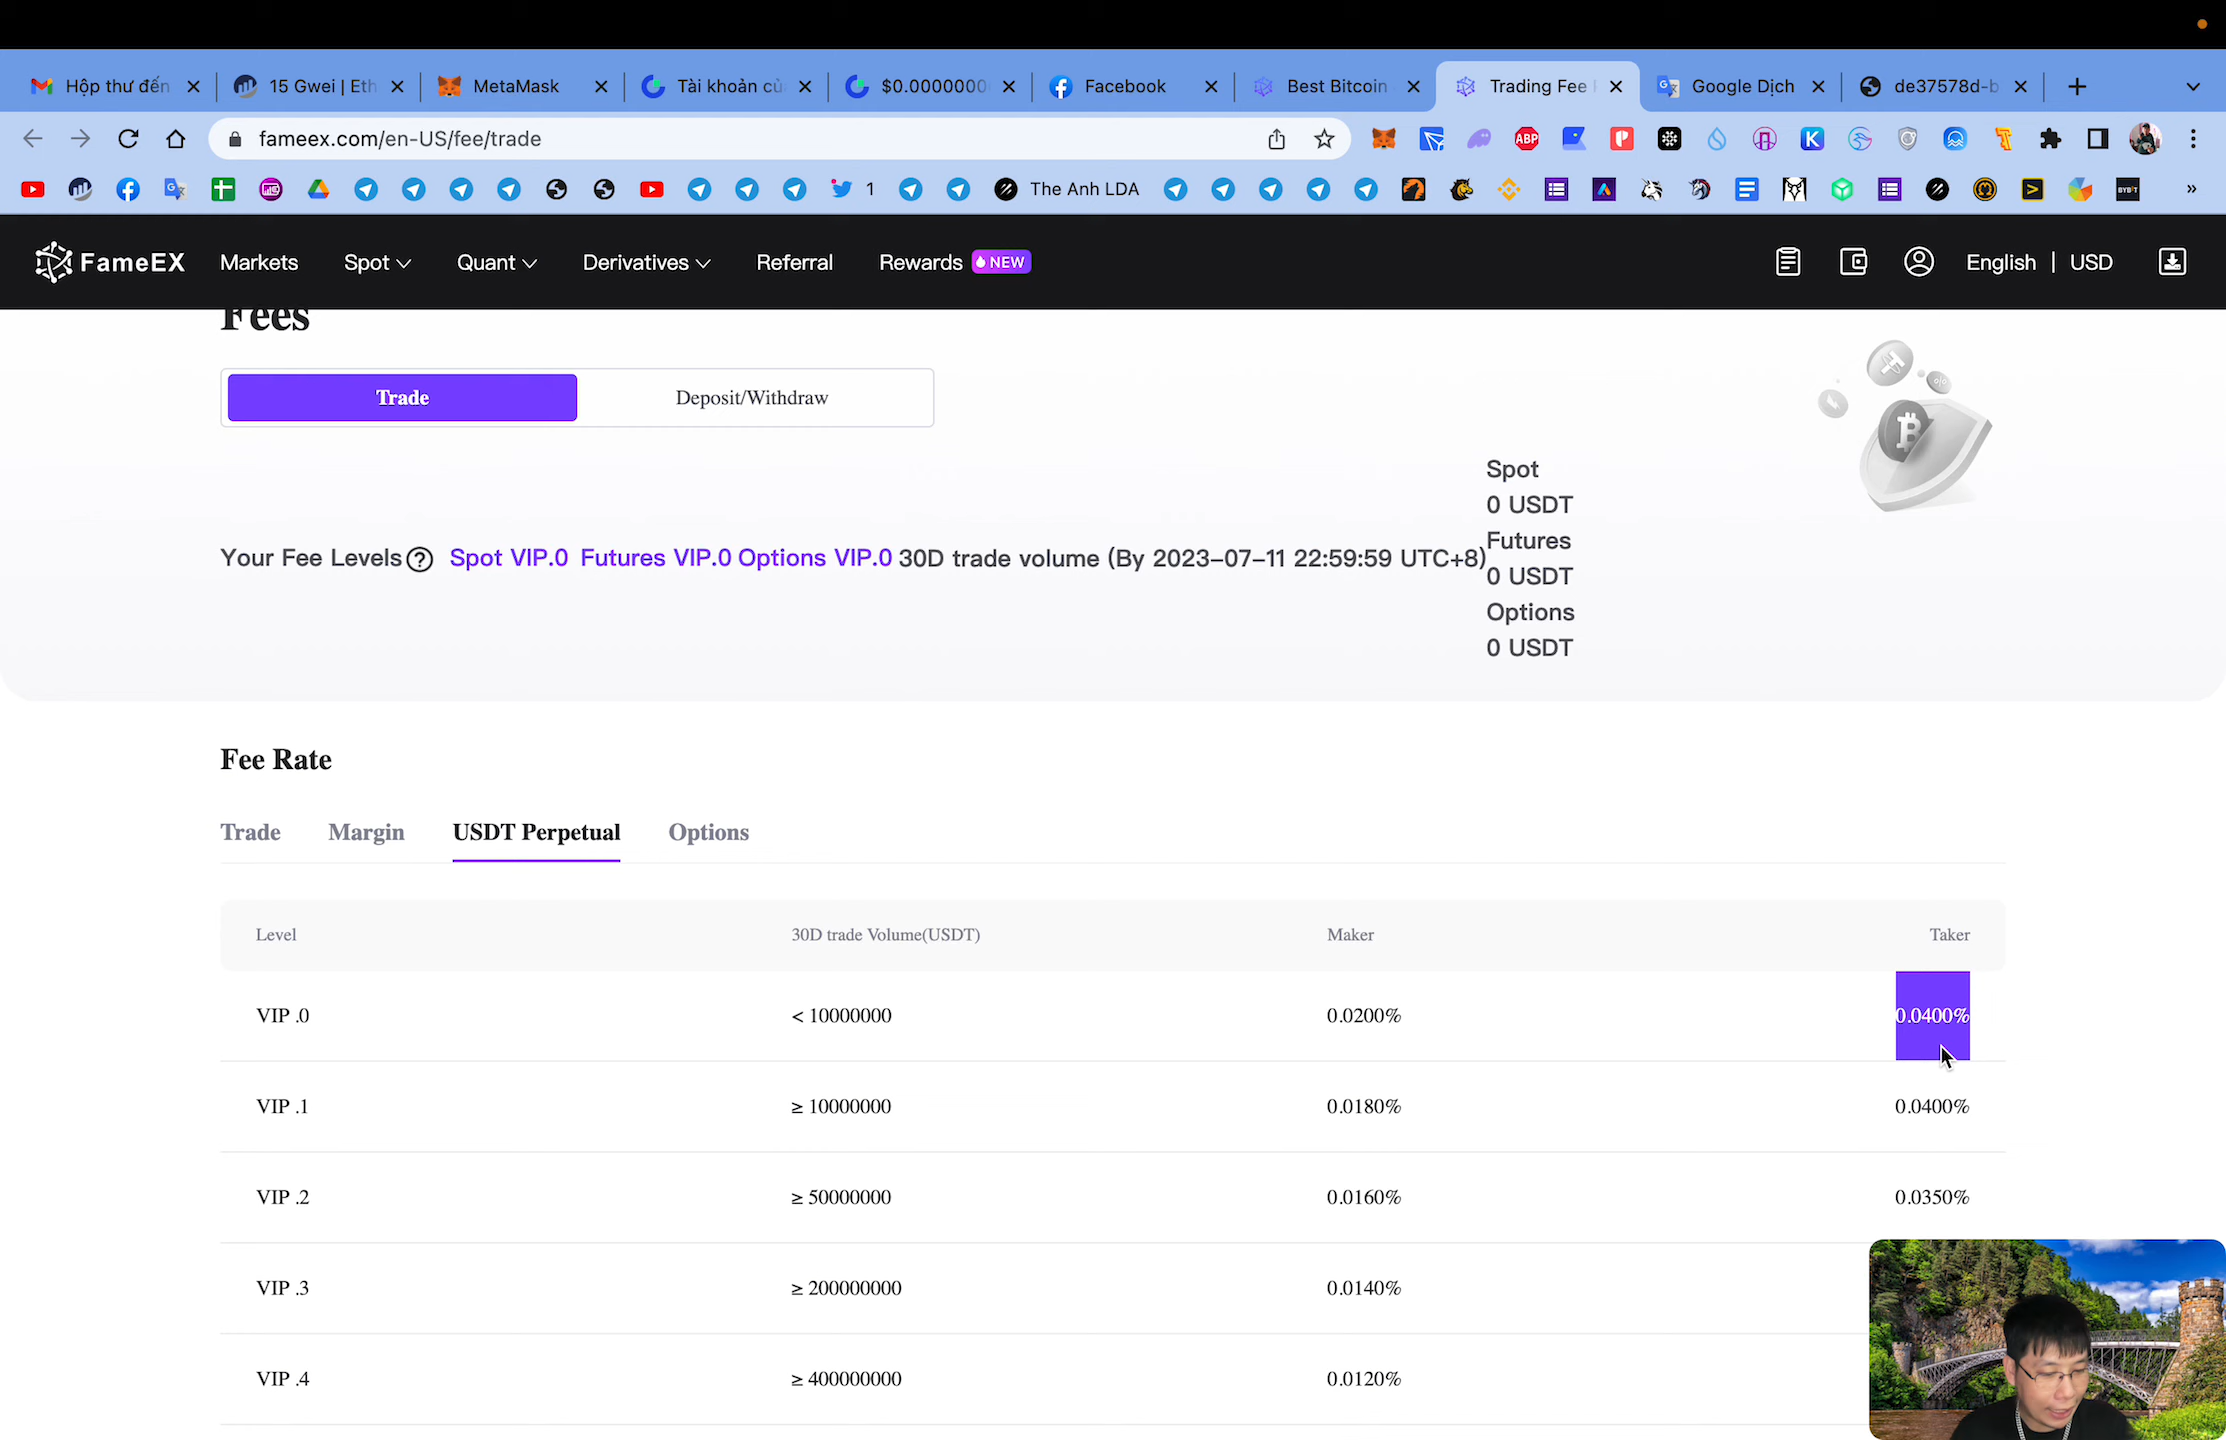 Hộp thư đến
15 Gwei | Eth
MetaMask
Tài khoản củ
$0.0000000
Facebook
Best Bitcoin
Trading Fee
Google Dịch
de37578d-b
fameex.com/en-US/fee/trade
ABP
K
1
The Anh LDA
FameEX
Markets
Spot
Quant
Derivatives
Referral
Rewards
NEW
English | USD
Fees
Trade
Deposit/Withdraw
Your Fee Levels
?
Spot VIP.0 Futures VIP.0 Options VIP.0 30D trade volume (By 2023-07-11 22:59:59 UTC+8)
Spot
0 USDT
Futures
0 USDT
Options
0 USDT
Fee Rate
Trade Margin USDT Perpetual Options
Level 30D trade Volume(USDT) Maker Taker
VIP .0 < 10000000 0.0200% 0.0400%
VIP .1 ≥ 10000000 0.0180% 0.0400%
VIP .2 ≥ 50000000 0.0160% 0.0350%
VIP .3 ≥ 200000000 0.0140%
VIP .4 ≥ 400000000 0.0120%